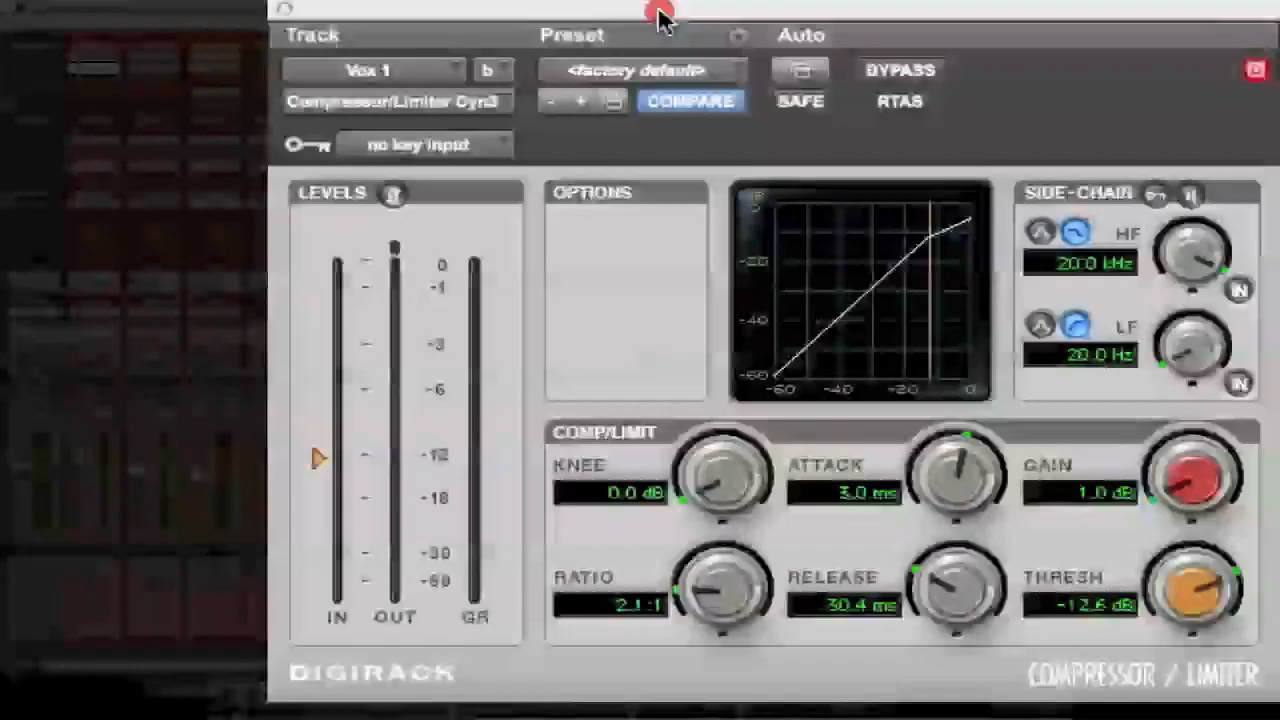 Track Preset Auto
Vox 1 b <factory default> BYPASS
Compressor/Limiter Dyn3 - + COMPARE SAFE RTAS
no key input
LEVELS OPTIONS SIDE-CHAIN
HF
20.0 kHz
LF
20.0 Hz
0
-1
-3
-6
-12
-18
-30
-60
IN OUT GR
0
-20
-40
-60
-60 -40 -20 0
IN
IN
COMP/LIMIT
KNEE ATTACK GAIN
0.0 dB 3.0 ms 1.0 dB
RATIO RELEASE THRESH
2.1:1 30.4 ms -12.6 dB
DIGIRACK COMPRESSOR / LIMITER